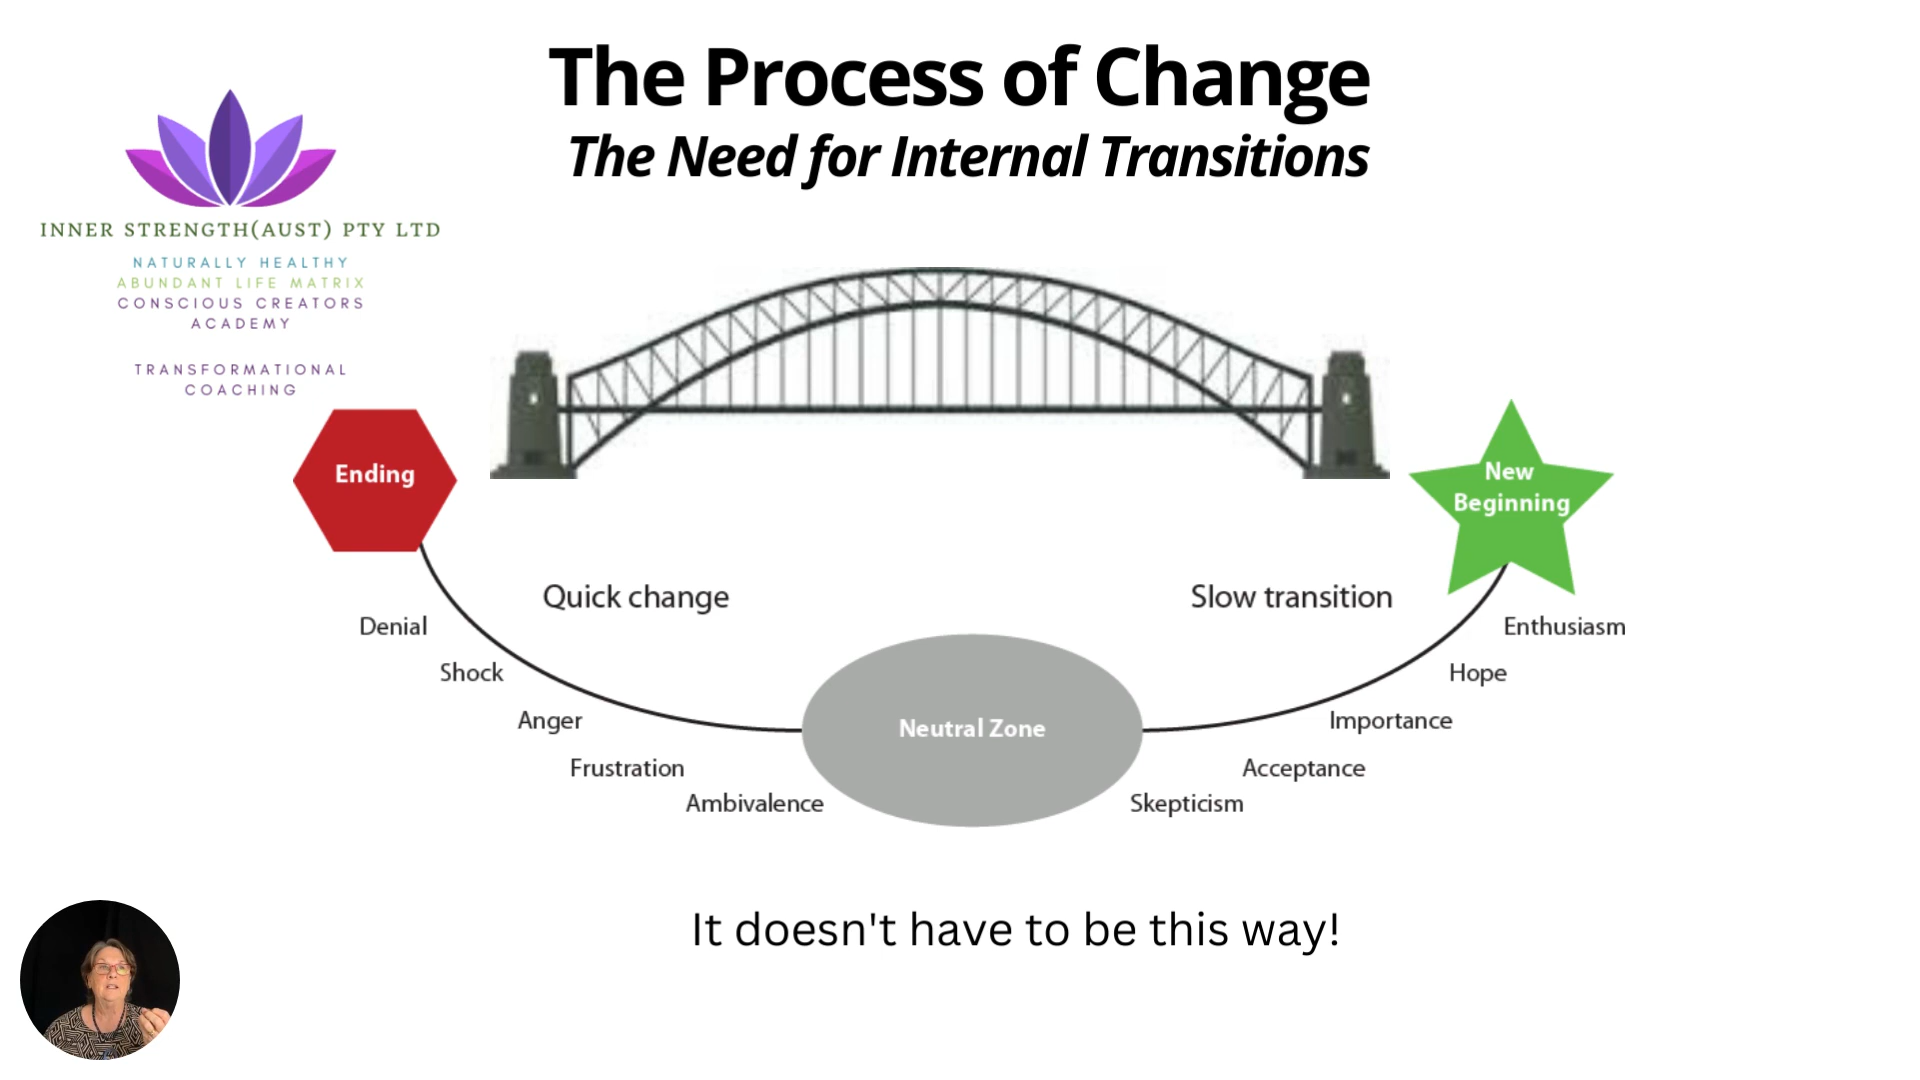 The Process of Change
The Need for Internal Transitions
INNER STRENGTH(AUST) PTY LTD
NATURALLY HEALTHY
ABUNDANT LIFE MATRIX
CONSCIOUS CREATORS
ACADEMY
TRANSFORMATIONAL
COACHING
Ending
New
Beginning
Quick change
Slow transition
Denial
Shock
Anger
Frustration
Ambivalence
Neutral Zone
Skepticism
Acceptance
Importance
Hope
Enthusiasm
It doesn't have to be this way!